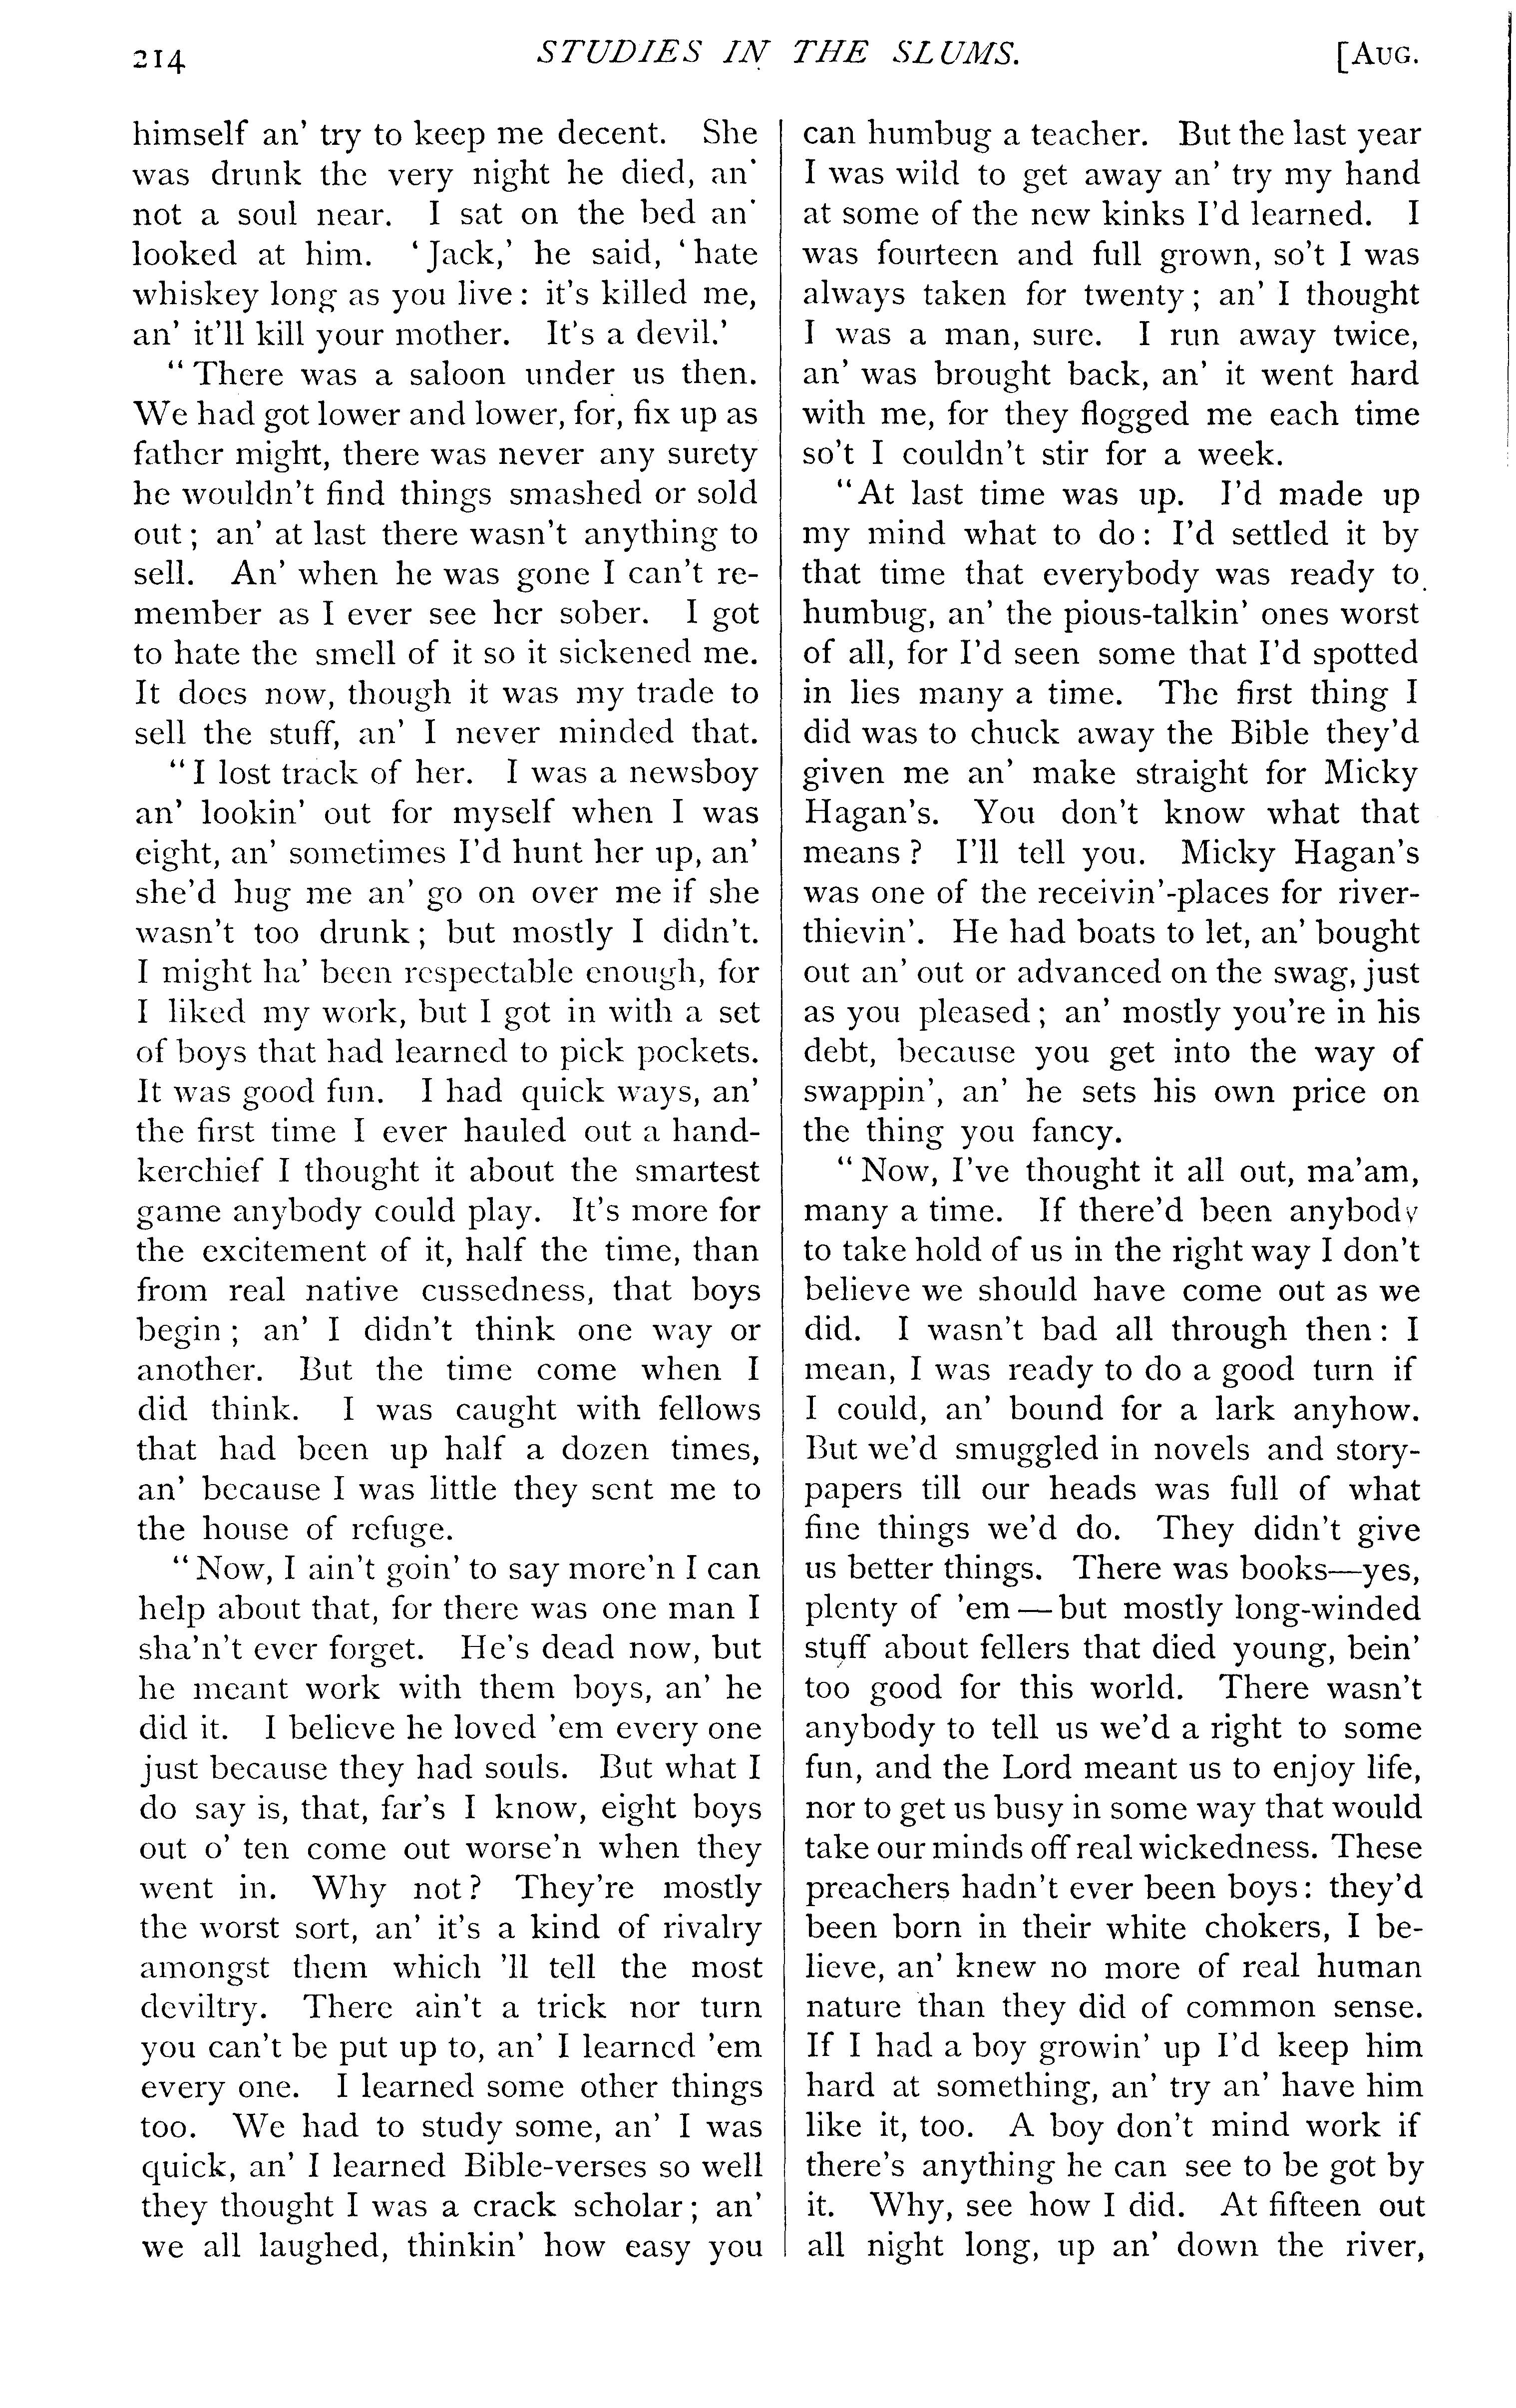 214 STUDIES IN THE SLUMS. [AUG.
himself an' try to keep me decent. She
was drunk the very night he died, an'
not a soul near. I sat on the bed an'
looked at him. 'Jack,' he said, 'hate
whiskey long as you live: it's killed me,
an' it'll kill your mother. It's a devil.'
"There was a saloon under us then.
We had got lower and lower, for, fix up as
father might, there was never any surety
he wouldn't find things smashed or sold
out; an' at last there wasn't anything to
sell. An' when he was gone I can't re-
member as I ever see her sober. I got
to hate the smell of it so it sickened me.
It does now, though it was my trade to
sell the stuff, an' I never minded that.
"I lost track of her. I was a newsboy
an' lookin' out for myself when I was
eight, an' sometimes I'd hunt her up, an'
she'd hug me an' go on over me if she
wasn't too drunk; but mostly I didn't.
I might ha' been respectable enough, for
I liked my work, but I got in with a set
of boys that had learned to pick pockets.
It was good fun. I had quick ways, an'
the first time I ever hauled out a hand-
kerchief I thought it about the smartest
game anybody could play. It's more for
the excitement of it, half the time, than
from real native cussedness, that boys
begin; an' I didn't think one way or
another. But the time come when I
did think. I was caught with fellows
that had been up half a dozen times,
an' because I was little they sent me to
the house of refuge.
"Now, I ain't goin' to say more'n I can
help about that, for there was one man I
sha'n't ever forget. He's dead now, but
he meant work with them boys, an' he
did it. I believe he loved 'em every one
just because they had souls. But what I
do say is, that, far's I know, eight boys
out o' ten come out worse'n when they
went in. Why not? They're mostly
the worst sort, an' it's a kind of rivalry
amongst them which 'll tell the most
deviltry. There ain't a trick nor turn
you can't be put up to, an' I learned 'em
every one. I learned some other things
too. We had to study some, an' I was
quick, an' I learned Bible-verses so well
they thought I was a crack scholar; an'
we all laughed, thinkin' how easy you
can humbug a teacher. But the last year
I was wild to get away an' try my hand
at some of the new kinks I'd learned. I
was fourteen and full grown, so't I was
always taken for twenty; an' I thought
I was a man, sure. I run away twice,
an' was brought back, an' it went hard
with me, for they flogged me each time
so't I couldn't stir for a week.
"At last time was up. I'd made up
my mind what to do: I'd settled it by
that time that everybody was ready to
humbug, an' the pious-talkin' ones worst
of all, for I'd seen some that I'd spotted
in lies many a time. The first thing I
did was to chuck away the Bible they'd
given me an' make straight for Micky
Hagan's. You don't know what that
means? I'll tell you. Micky Hagan's
was one of the receivin'-places for river-
thievin'. He had boats to let, an' bought
out an' out or advanced on the swag, just
as you pleased; an' mostly you're in his
debt, because you get into the way of
swappin', an' he sets his own price on
the thing you fancy.
"Now, I've thought it all out, ma'am,
many a time. If there'd been anybody
to take hold of us in the right way I don't
believe we should have come out as we
did. I wasn't bad all through then: I
mean, I was ready to do a good turn if
I could, an' bound for a lark anyhow.
But we'd smuggled in novels and story-
papers till our heads was full of what
fine things we'd do. They didn't give
us better things. There was books—yes,
plenty of 'em—but mostly long-winded
stuff about fellers that died young, bein'
too good for this world. There wasn't
anybody to tell us we'd a right to some
fun, and the Lord meant us to enjoy life,
nor to get us busy in some way that would
take our minds off real wickedness. These
preachers hadn't ever been boys: they'd
been born in their white chokers, I be-
lieve, an' knew no more of real human
nature than they did of common sense.
If I had a boy growin' up I'd keep him
hard at something, an' try an' have him
like it, too. A boy don't mind work if
there's anything he can see to be got by
it. Why, see how I did. At fifteen out
all night long, up an' down the river,